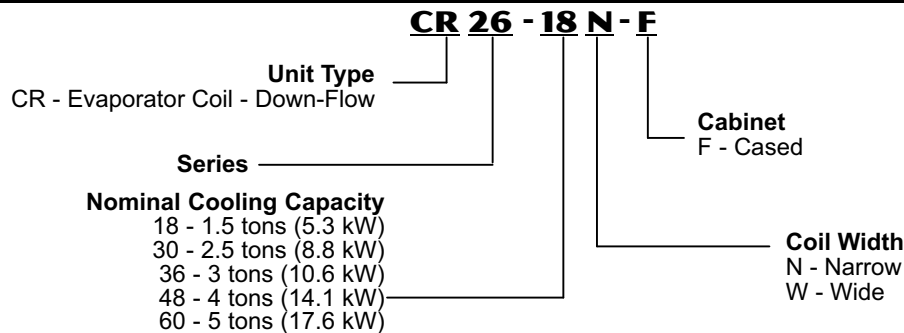 CR 26 - 18 N - F
Unit Type
CR - Evaporator Coil - Down-Flow
Series
Nominal Cooling Capacity
18 - 1.5 tons (5.3 kW)
30 - 2.5 tons (8.8 kW)
36 - 3 tons (10.6 kW)
48 - 4 tons (14.1 kW)
60 - 5 tons (17.6 kW)
Cabinet
F - Cased
Coil Width
N - Narrow
W - Wide